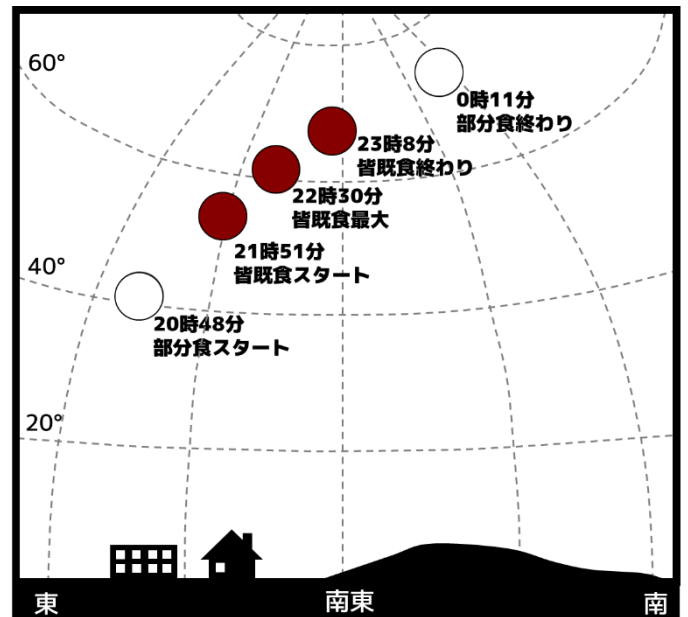 60°
0時11分
部分食終わり
23時8分
皆既食終わり
22時30分
皆既食最大
21時51分
皆既食スタート
40°
20時48分
部分食スタート
20°
東
南東
南